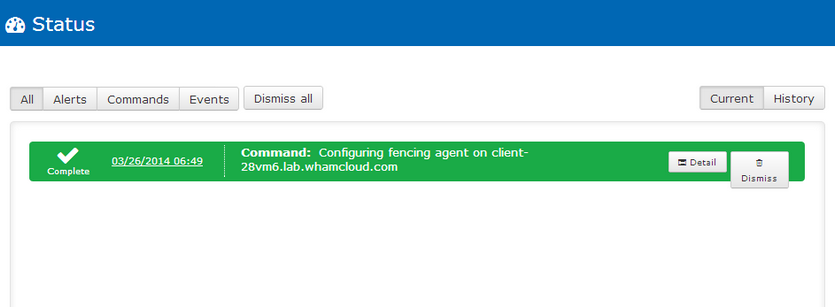 Status
All Alerts Commands Events Dismiss all Current History
Complete 03/26/2014 06:49 Command: Configuring fencing agent on client-
28vm6.lab.whamcloud.com
Detail
Dismiss